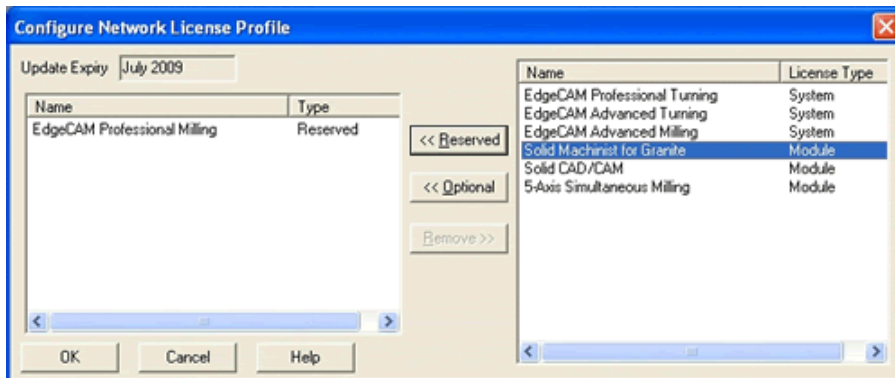 Configure Network License Profile
Update Expiry July 2009
Name Type
EdgeCAM Professional Milling Reserved
<< Reserved
<< Optional
Remove >>
Name License Type
EdgeCAM Professional Turning System
EdgeCAM Advanced Turning System
EdgeCAM Advanced Milling System
Solid Machinist for Granite Module
Solid CAD/CAM Module
5-Axis Simultaneous Milling Module
OK Cancel Help